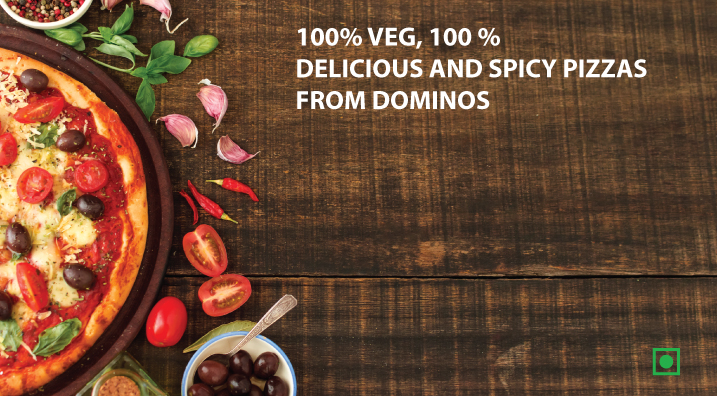 100% VEG, 100 %
DELICIOUS AND SPICY PIZZAS
FROM DOMINOS